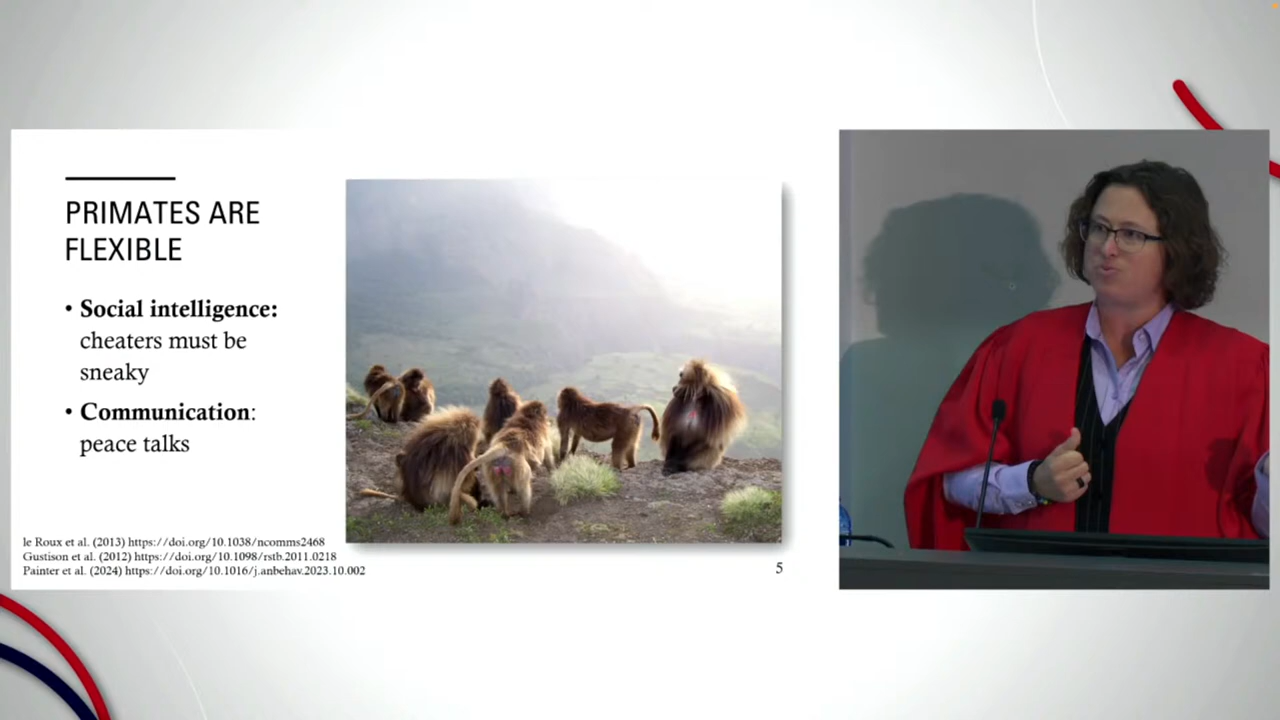 PRIMATES ARE
FLEXIBLE
• Social intelligence:
cheaters must be
sneaky
• Communication:
peace talks
le Roux et al. (2013) https://doi.org/10.1038/ncomms2468
Gustison et al. (2012) https://doi.org/10.1098/rstb.2011.0218
Painter et al. (2024) https://doi.org/10.1016/j.anbehav.2023.10.002
5